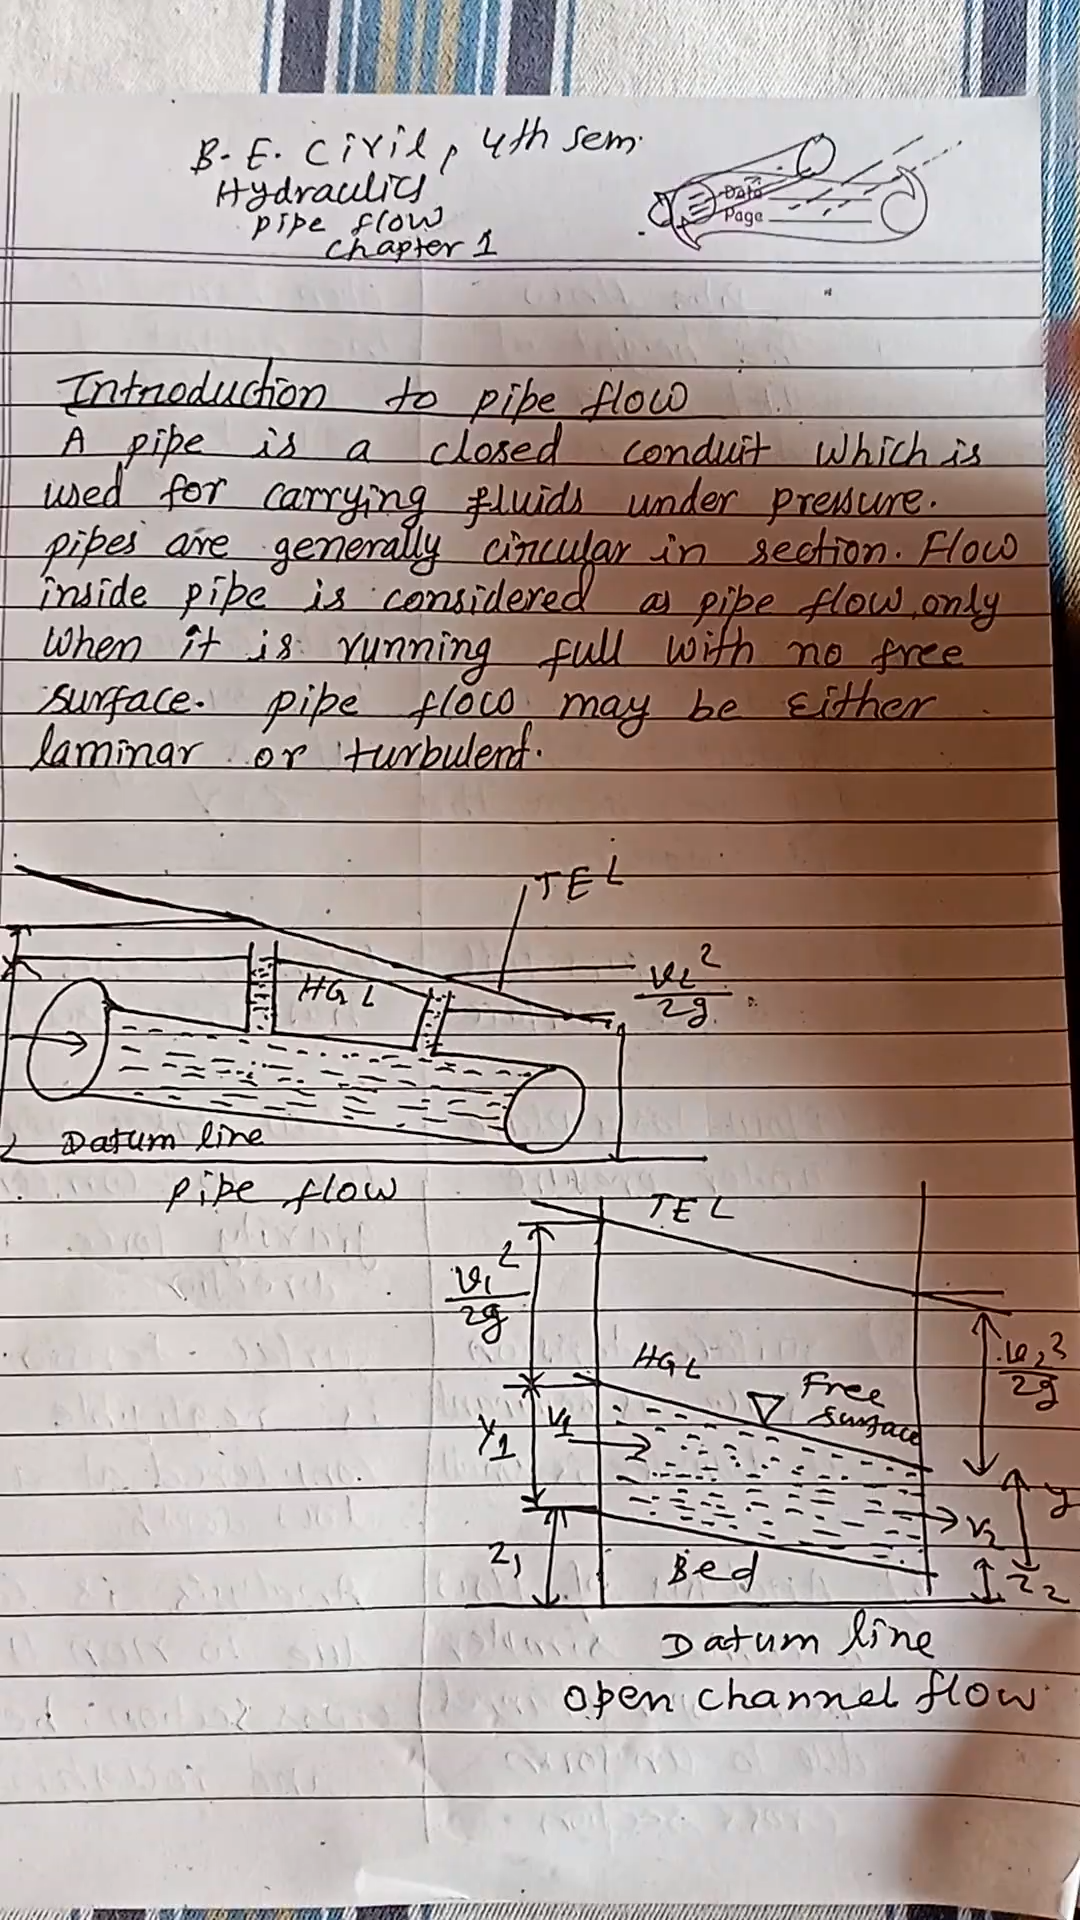 B.E. Civil, 4th sem.
Hydraulics
pipe flow
chapter 1
Date
Page
Introduction to pipe flow
A pipe is a closed conduit which is
used for carrying fluids under pressure.
pipes are generally circular in section. Flow
inside pipe is considered as pipe flow only
when it is running full with no free
surface. pipe flow may be either
laminar or turbulent.
TEL
HGL
V₂²/2g
Datum line
pipe flow
TEL
V₁²/2g
HGL
Free
surface
V₂²/2g
Y₁
V₁
y
V₂
Z₁
Bed
Z₂
Datum line
open channel flow